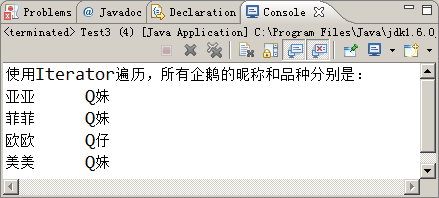 Problems @ Javadoc Declaration Console
<terminated> Test3 (4) [Java Application] C:\Program Files\Java\jdk1.6.0
使用Iterator遍历，所有企鹅的昵称和品种分别是：
亚亚 Q妹
菲菲 Q妹
欧欧 Q仔
美美 Q妹